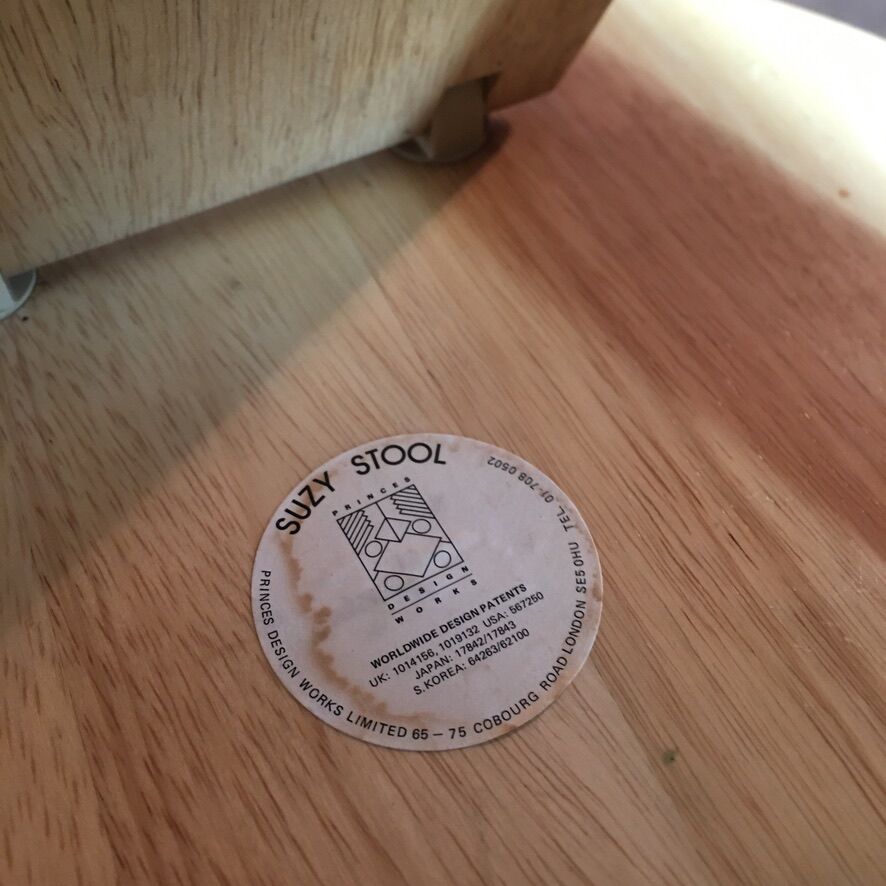 SUZY STOOL
PRINCES
DESIGN
WORKS
WORLDWIDE DESIGN PATENTS
UK: 1014156, 1019132 USA: 567250
JAPAN: 17842/17843
S.KOREA: 64263/62100
PRINCES DESIGN WORKS LIMITED 65 – 75 COBOURG ROAD LONDON SE5 0HU TEL 01-708 0502